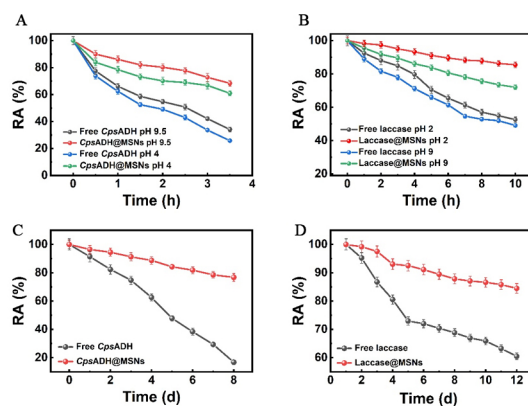 A
RA (%)
100
80
60
40
20
0
Free CpsADH pH 9.5
CpsADH@MSNs pH 9.5
Free CpsADH pH 4
CpsADH@MSNs pH 4
0 1 2 3 4
Time (h)
B
RA (%)
100
80
60
40
20
0
Free laccase pH 2
Laccase@MSNs pH 2
Free laccase pH 9
Laccase@MSNs pH 9
0 2 4 6 8 10
Time (h)
C
RA (%)
100
80
60
40
20
Free CpsADH
CpsADH@MSNs
0 2 4 6 8
Time (d)
D
RA (%)
100
90
80
70
60
Free laccase
Laccase@MSNs
0 2 4 6 8 10 12
Time (d)